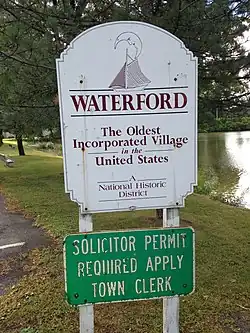 WATERFORD
The Oldest
Incorporated Village
in the
United States
A
National Historic
District
SOLICITOR PERMIT
REQUIRED APPLY
TOWN CLERK